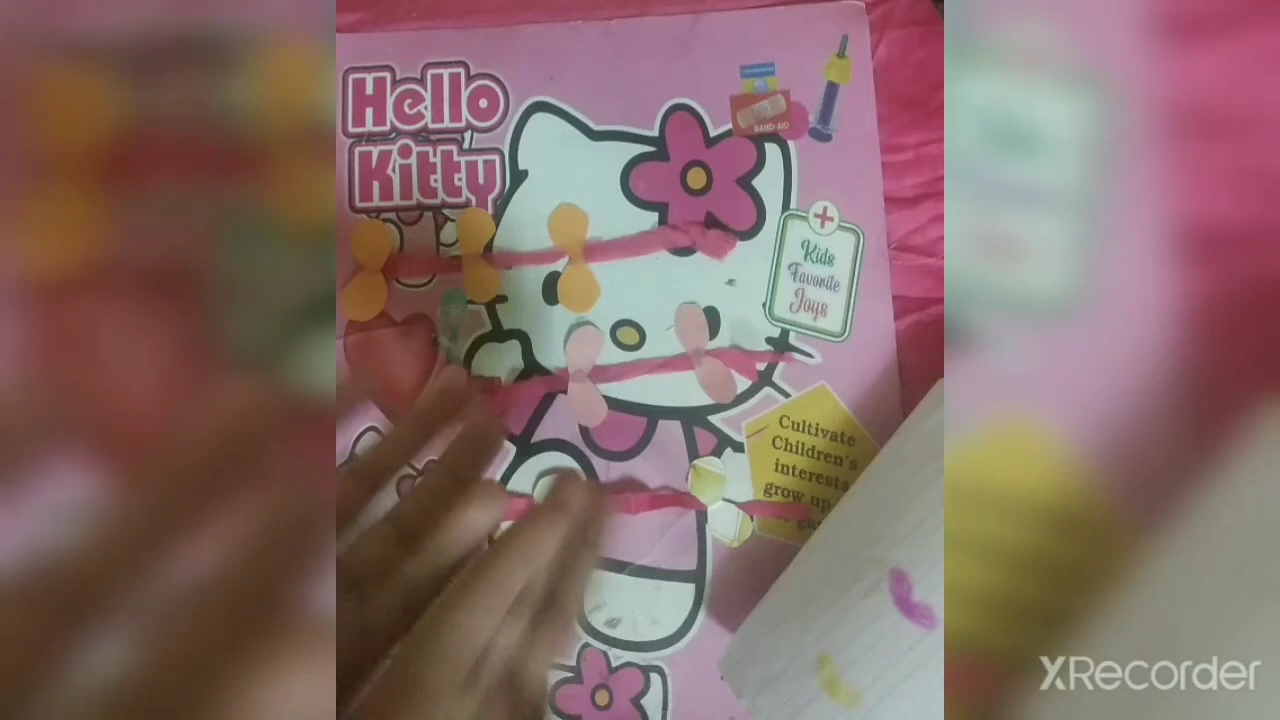 Hello
Kitty
BAND-AID
Kids
Favorite
Joys
Cultivate
Children's
interests
grow up
XRecorder